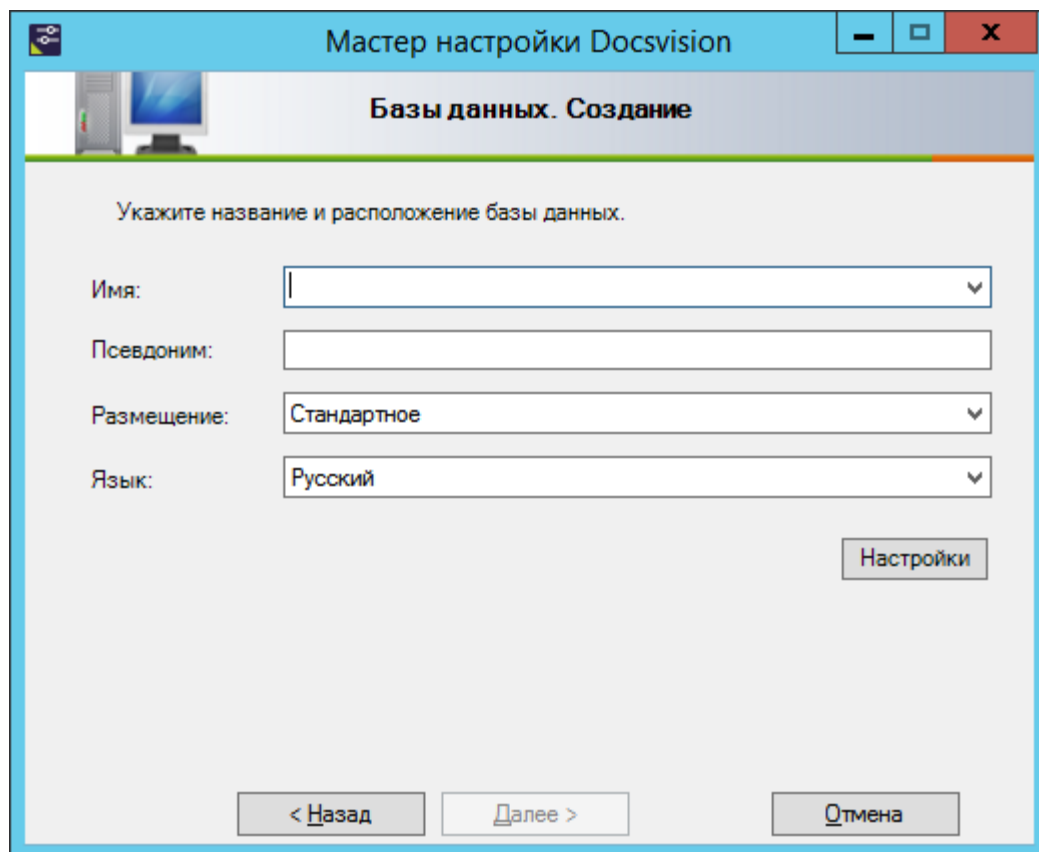 Мастер настройки Docsvision
Базы данных. Создание
Укажите название и расположение базы данных.
Имя:
Псевдоним:
Размещение: Стандартное
Язык: Русский
Настройки
< Назад Далее > Отмена